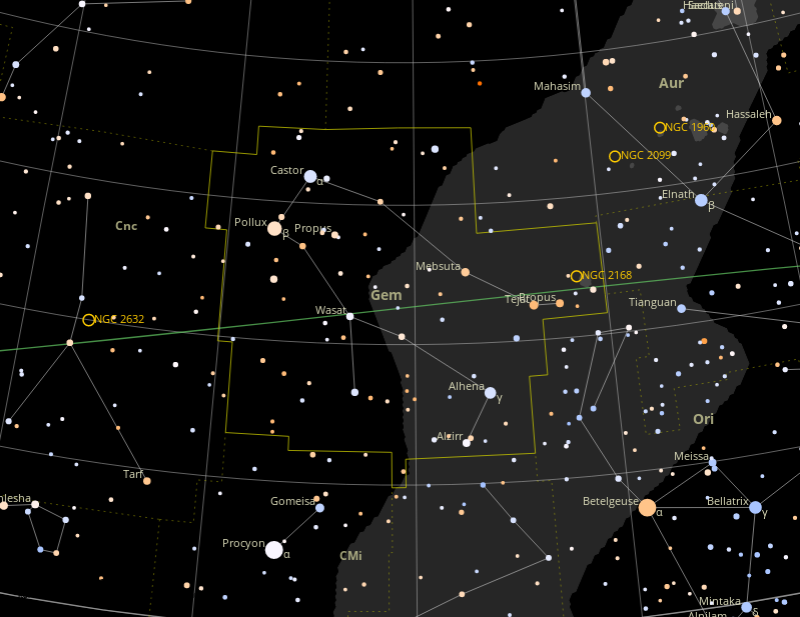 Mahasim
Aur
Hassaleh
NGC 1960
NGC 2099
Castor
α
Elnath
β
Pollux
β
Propus
Cnc
Mebsuta
NGC 2168
Gem
Propus
Tianguan
Wasat
NGC 2632
Alhena
γ
Ori
Alzirr
Meissa
Tarf
Gomeisa
Betelgeuse
α
Bellatrix
γ
Procyon
α
CMi
Mintaka
δ